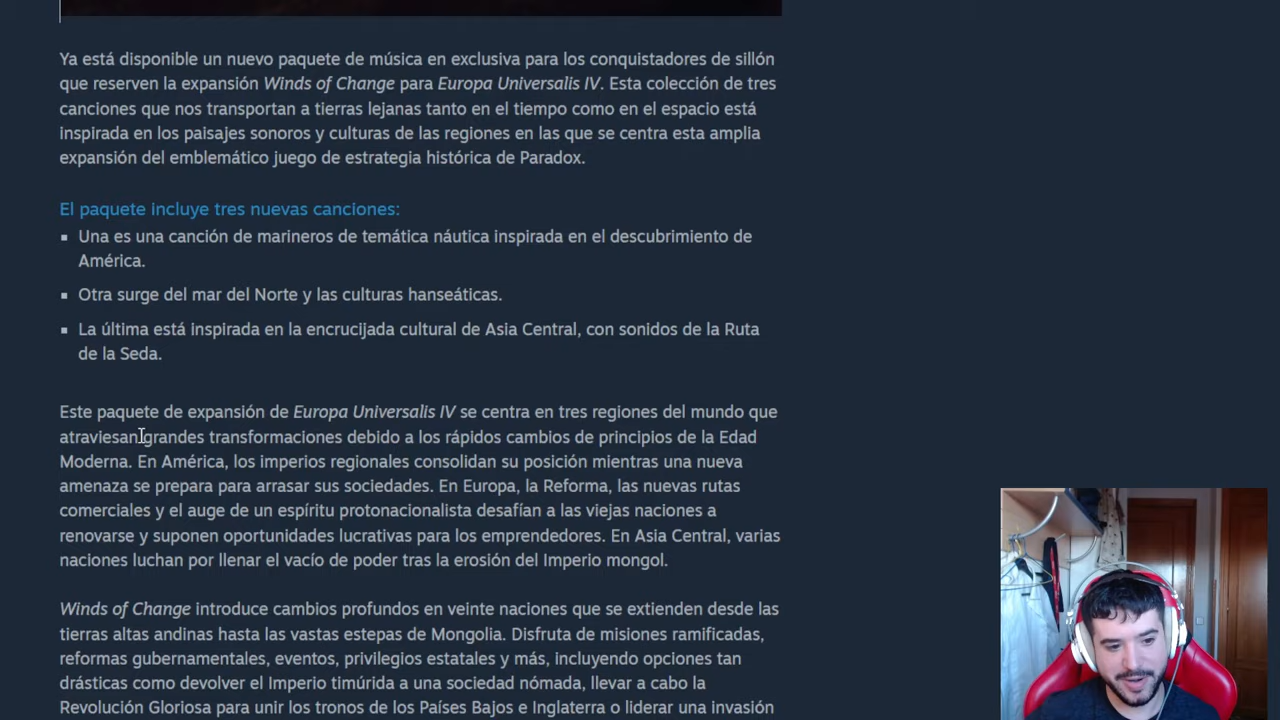 Ya está disponible un nuevo paquete de música en exclusiva para los conquistadores de sillón
que reserven la expansión Winds of Change para Europa Universalis IV. Esta colección de tres
canciones que nos transportan a tierras lejanas tanto en el tiempo como en el espacio está
inspirada en los paisajes sonoros y culturas de las regiones en las que se centra esta amplia
expansión del emblemático juego de estrategia histórica de Paradox.
El paquete incluye tres nuevas canciones:
Una es una canción de marineros de temática náutica inspirada en el descubrimiento de
América.
Otra surge del mar del Norte y las culturas hanseáticas.
La última está inspirada en la encrucijada cultural de Asia Central, con sonidos de la Ruta
de la Seda.
Este paquete de expansión de Europa Universalis IV se centra en tres regiones del mundo que
atraviesan grandes transformaciones debido a los rápidos cambios de principios de la Edad
Moderna. En América, los imperios regionales consolidan su posición mientras una nueva
amenaza se prepara para arrasar sus sociedades. En Europa, la Reforma, las nuevas rutas
comerciales y el auge de un espíritu protonacionalista desafían a las viejas naciones a
renovarse y suponen oportunidades lucrativas para los emprendedores. En Asia Central, varias
naciones luchan por llenar el vacio de poder tras la erosión del Imperio mongol.
Winds of Change introduce cambios profundos en veinte naciones que se extienden desde las
tierras altas andinas hasta las vastas estepas de Mongolia. Disfruta de misiones ramificadas,
reformas gubernamentales, eventos, privilegios estatales y más, incluyendo opciones tan
drásticas como devolver el Imperio timúrida a una sociedad nómada, llevar a cabo la
Revolución Gloriosa para unir los tronos de los Países Bajos e Inglaterra o liderar una invasión